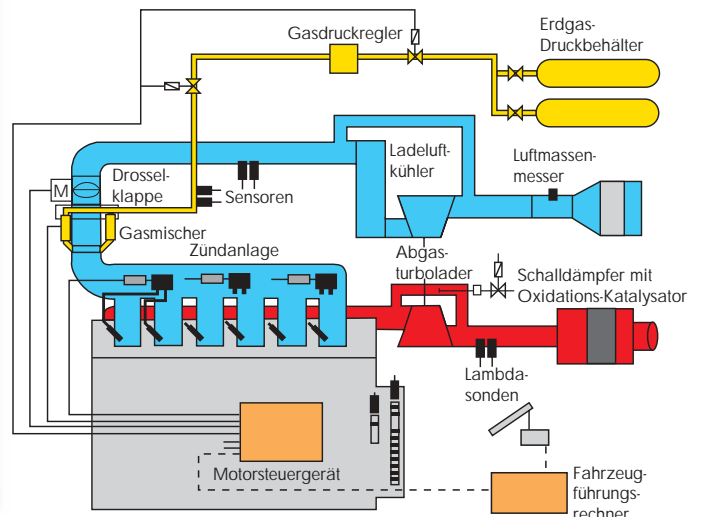 Erdgas-
Druckbehälter
Gasdruckregler
Ladeluft-
kühler
Luftmassen-
messer
M
Drossel-
klappe
Sensoren
Gasmischer
Zündanlage
Abgas-
turbolader
Schalldämpfer mit
Oxidations-Katalysator
Lambda-
sonden
Motorsteuergerät
Fahrzeug-
führungs-
rechner